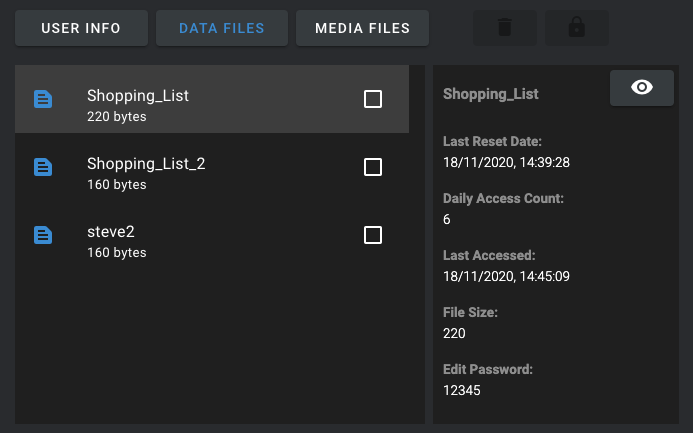 USER INFO
DATA FILES
MEDIA FILES
Shopping_List
220 bytes
Shopping_List_2
160 bytes
steve2
160 bytes
Shopping_List
Last Reset Date:
18/11/2020, 14:39:28
Daily Access Count:
6
Last Accessed:
18/11/2020, 14:45:09
File Size:
220
Edit Password:
12345